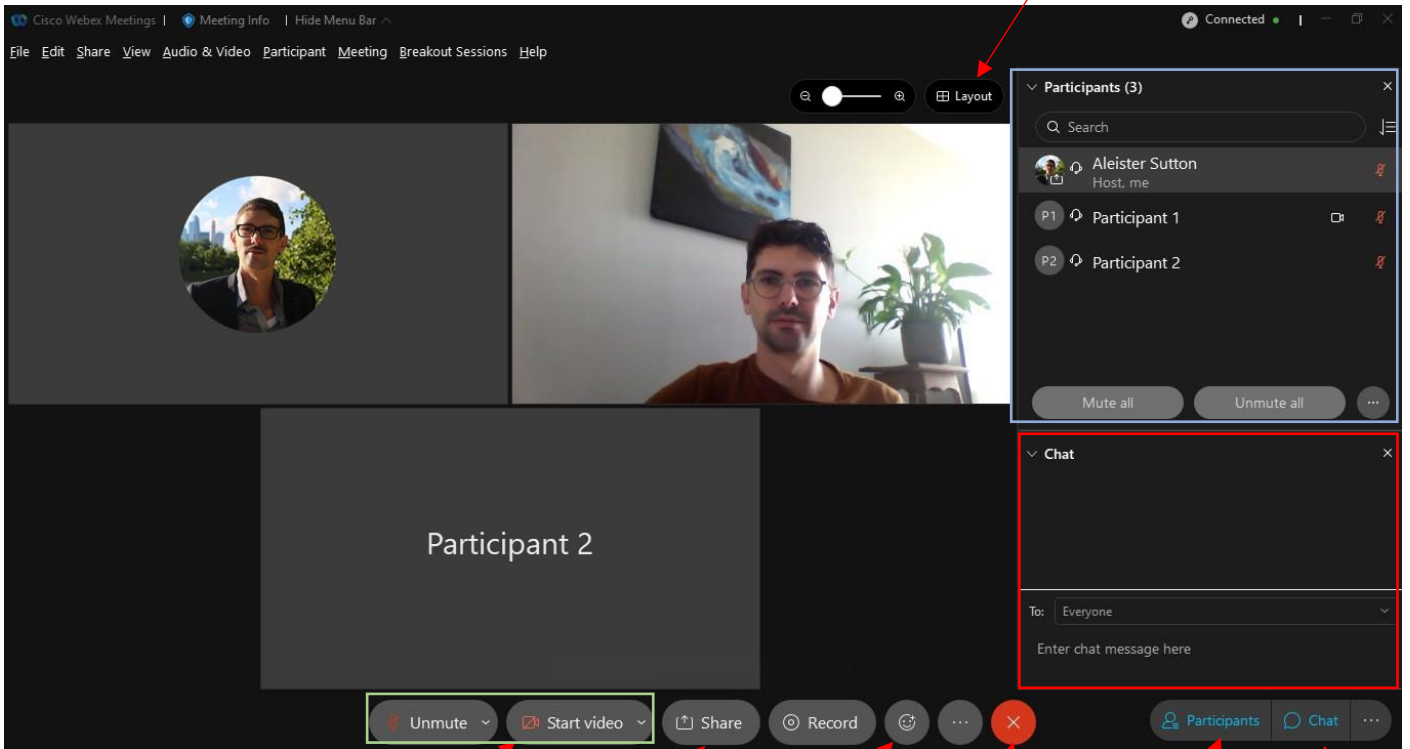 Cisco Webex Meetings | Meeting Info | Hide Menu Bar
Connected
File Edit Share View Audio & Video Participant Meeting Breakout Sessions Help
Layout
Participants (3)
Search
Aleister Sutton
Host, me
P1 Participant 1
P2 Participant 2
Mute all Unmute all
Participant 2
Chat
To: Everyone
Enter chat message here
Unmute Start video Share Record Participants Chat